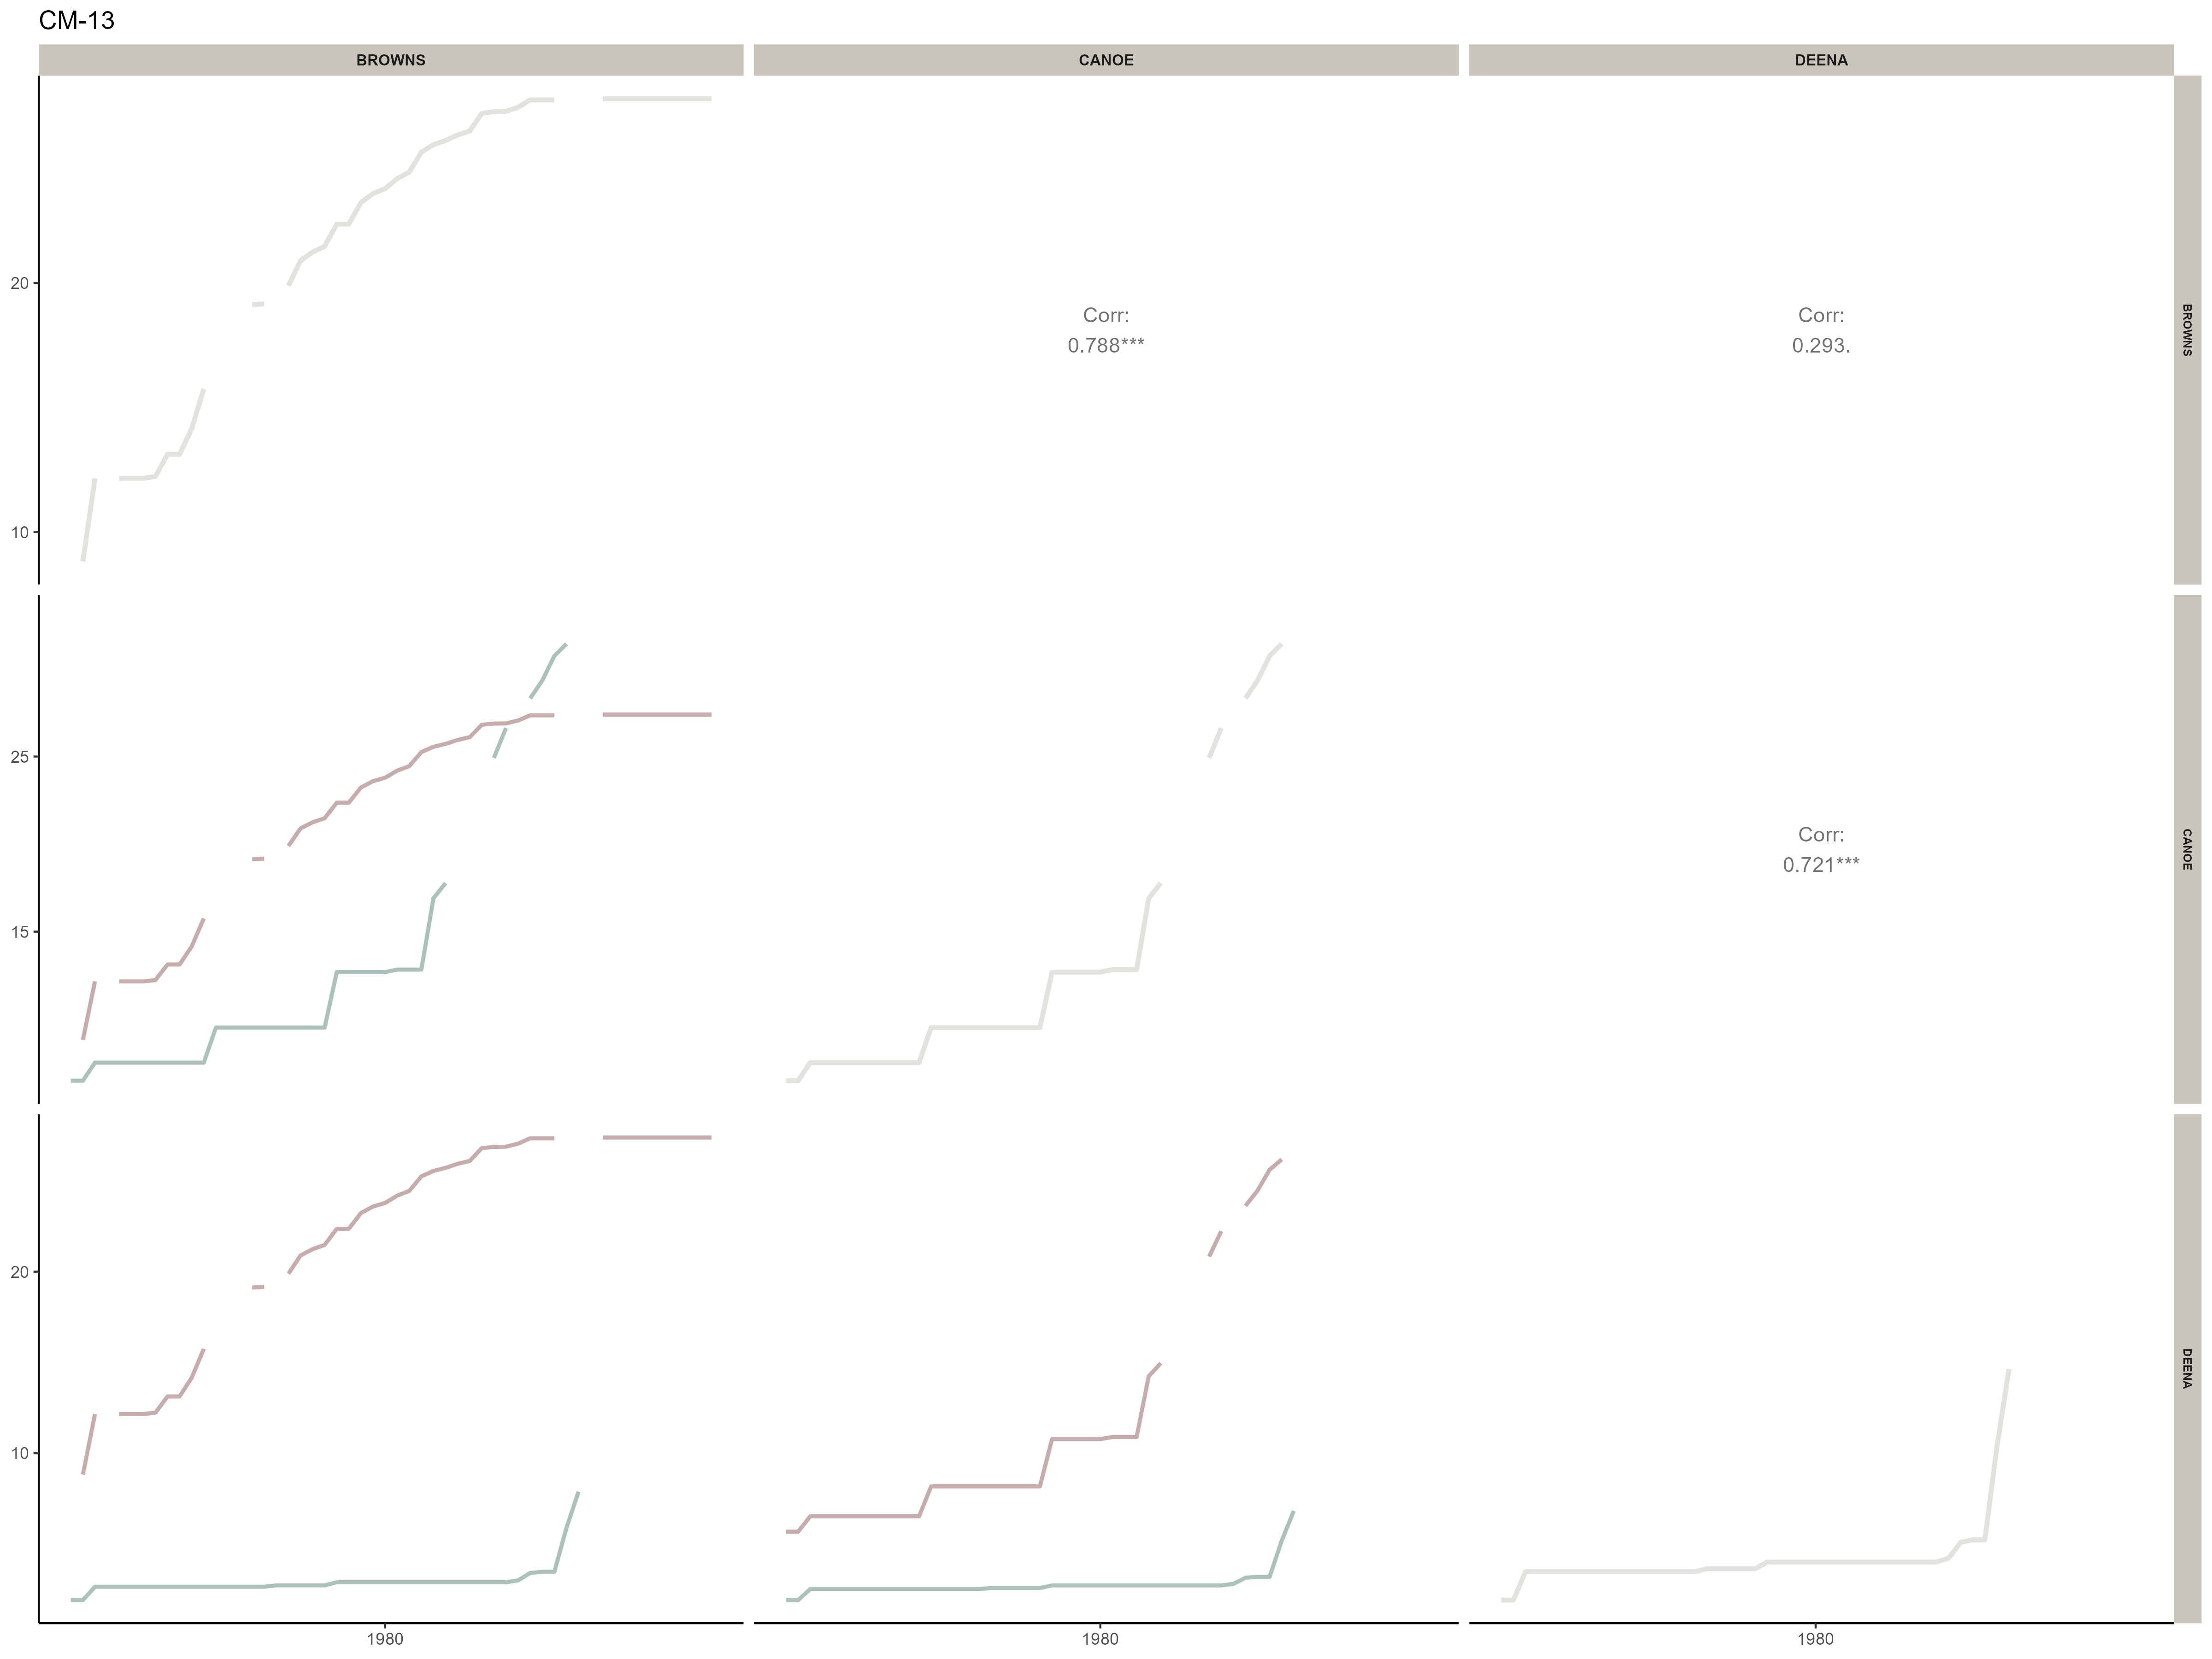 CM-13
BROWNS
CANOE
DEENA
20
10
Corr:
0.788***
Corr:
0.293.
BROWNS
25
15
Corr:
0.721***
CANOE
20
10
DEENA
1980
1980
1980